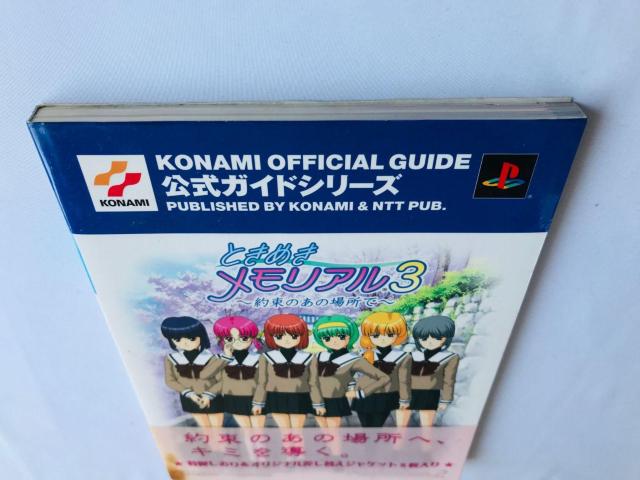 KONAMI OFFICIAL GUIDE
公式ガイドシリーズ
PUBLISHED BY KONAMI & NTT PUB.
KONAMI
ときめき
メモリアル3
～約束のあの場所で～
約束のあの場所へ、
キミを導く。